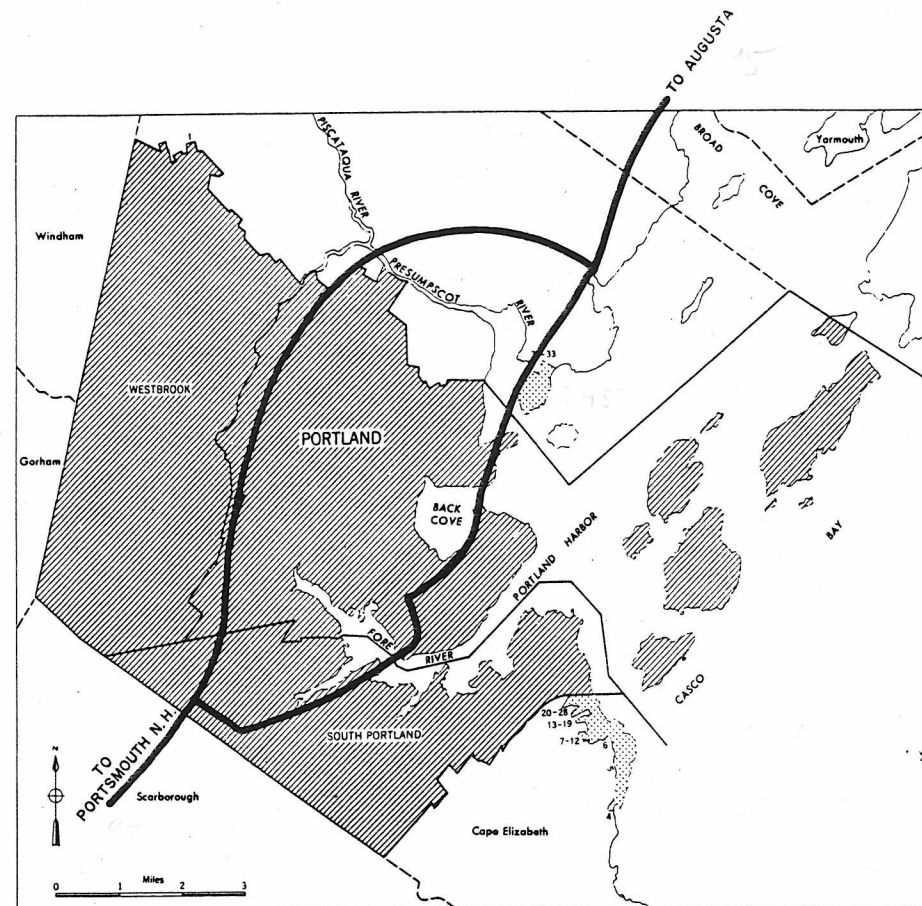 TO AUGUSTA
BROAD
COVE
Yarmouth
PISCATAQUA
RIVER
Windham
PRESUMPSCOT
RIVER
33
WESTBROOK
PORTLAND
Gorham
BACK
COVE
PORTLAND HARBOR
BAY
FORE
RIVER
CASCO
20-28
13-19
7-12
6
SOUTH PORTLAND
TO
PORTSMOUTH N.H.
N
Scarborough
4
Cape Elizabeth
Miles
0 1 2 3